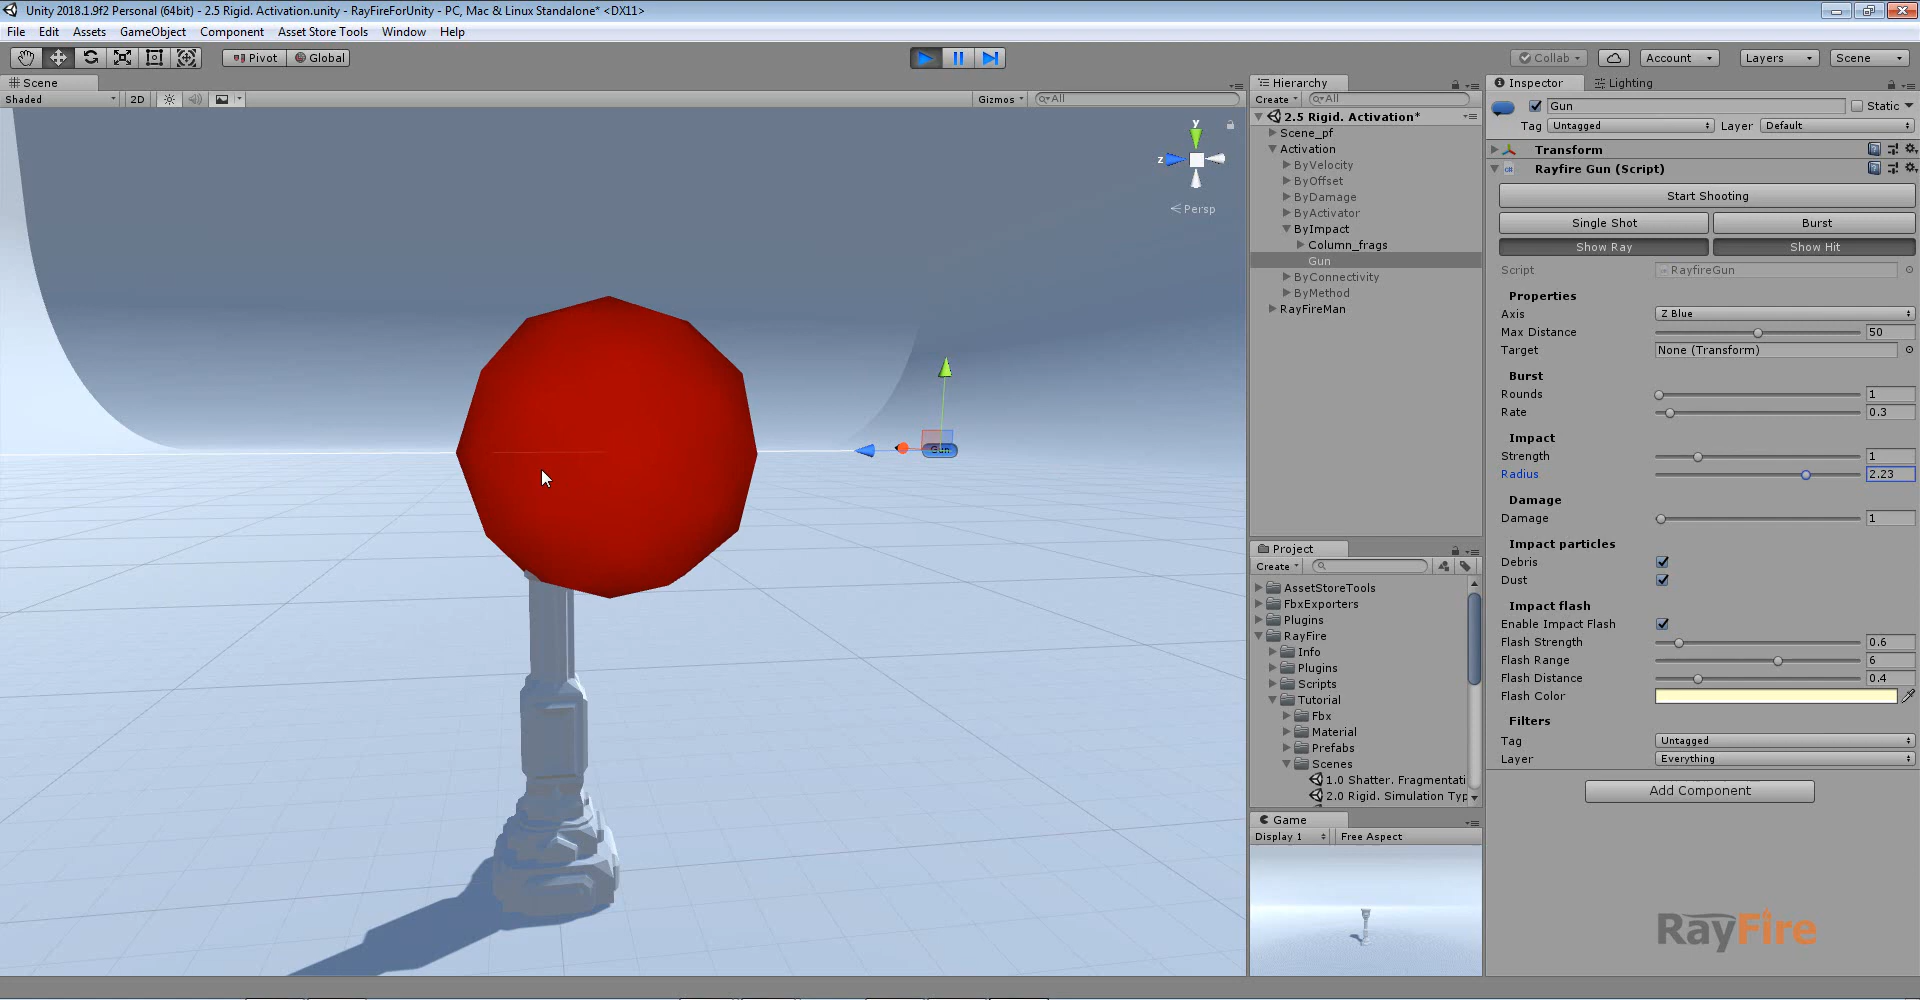 Unity 2018.1.9f2 Personal (64bit) - 2.5 Rigid. Activation.unity - RayFireForUnity - PC, Mac & Linux Standalone* <DX11>
File Edit Assets GameObject Component Asset Store Tools Window Help
Pivot Global Collab Account Layers Scene
Scene
Shaded 2D Gizmos All
y
z
Persp
Gun
Hierarchy
Create All
2.5 Rigid. Activation*
Scene_pf
Activation
ByVelocity
ByOffset
ByDamage
ByActivator
ByImpact
Column_frags
Gun
ByConnectivity
ByMethod
RayFireMan
Project
Create
AssetStoreTools
FbxExporters
Plugins
RayFire
Info
Plugins
Scripts
Tutorial
Fbx
Material
Prefabs
Scenes
1.0 Shatter. Fragmentati
2.0 Rigid. Simulation Typ
Game
Display 1 Free Aspect
Inspector Lighting
Gun Static
Tag Untagged Layer Default
Transform
Rayfire Gun (Script)
Start Shooting
Single Shot Burst
Show Ray Show Hit
Script RayfireGun
Properties
Axis Z Blue
Max Distance 50
Target None (Transform)
Burst
Rounds 1
Rate 0.3
Impact
Strength 1
Radius 2.23
Damage
Damage 1
Impact particles
Debris
Dust
Impact flash
Enable Impact Flash
Flash Strength 0.6
Flash Range 6
Flash Distance 0.4
Flash Color
Filters
Tag Untagged
Layer Everything
Add Component
RayFire